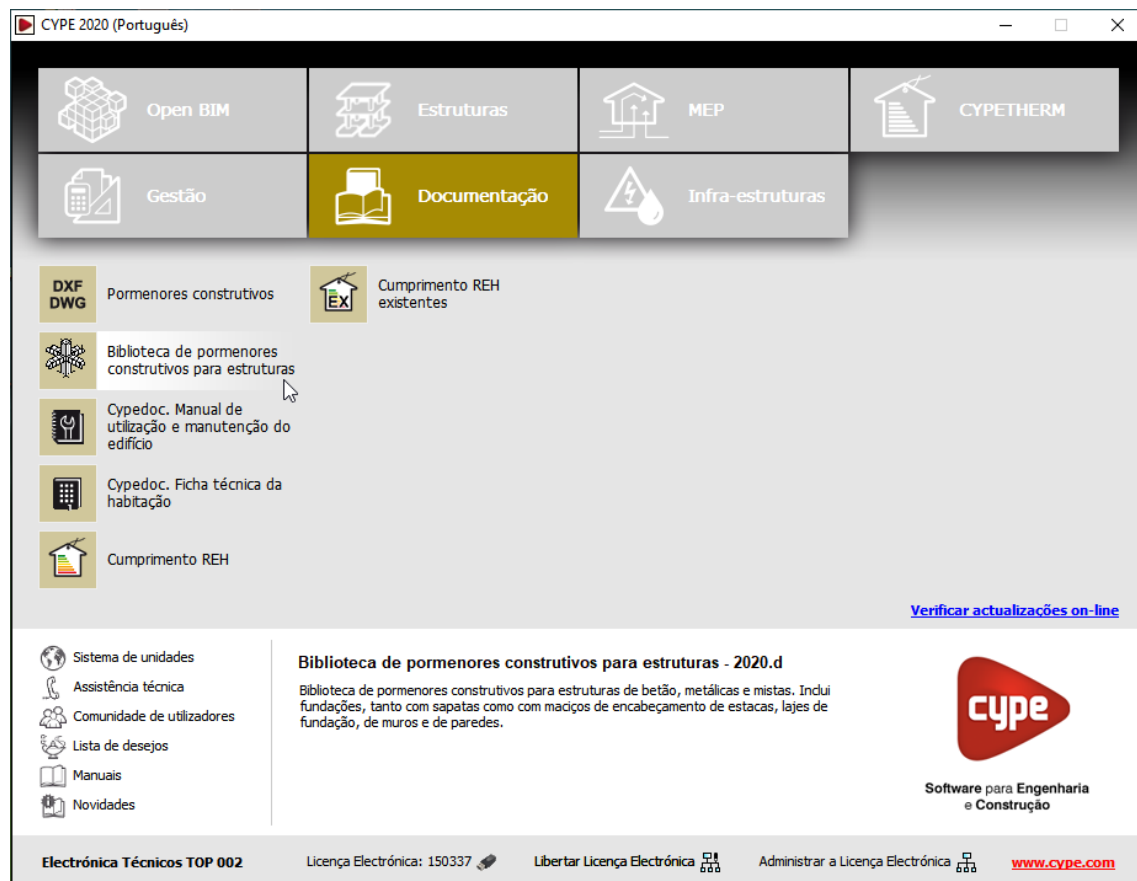 CYPE 2020 (Português)
Open BIM
Estruturas
MEP
CYPETHERM
Gestão
Documentação
Infra-estruturas
DXF
DWG
Pormenores construtivos
EX
Cumprimento REH
existentes
Biblioteca de pormenores
construtivos para estruturas
Cypedoc. Manual de
utilização e manutenção do
edifício
Cypedoc. Ficha técnica da
habitação
Cumprimento REH
Verificar actualizações on-line
Sistema de unidades
Assistência técnica
Comunidade de utilizadores
Lista de desejos
Manuais
Novidades
Biblioteca de pormenores construtivos para estruturas - 2020.d
Biblioteca de pormenores construtivos para estruturas de betão, metálicas e mistas. Inclui
fundações, tanto com sapatas como com maciços de encabeçamento de estacas, lajes de
fundação, de muros e de paredes.
cype
Software para Engenharia
e Construção
Electrónica Técnicos TOP 002
Licença Electrónica: 150337
Libertar Licença Electrónica
Administrar a Licença Electrónica
www.cype.com